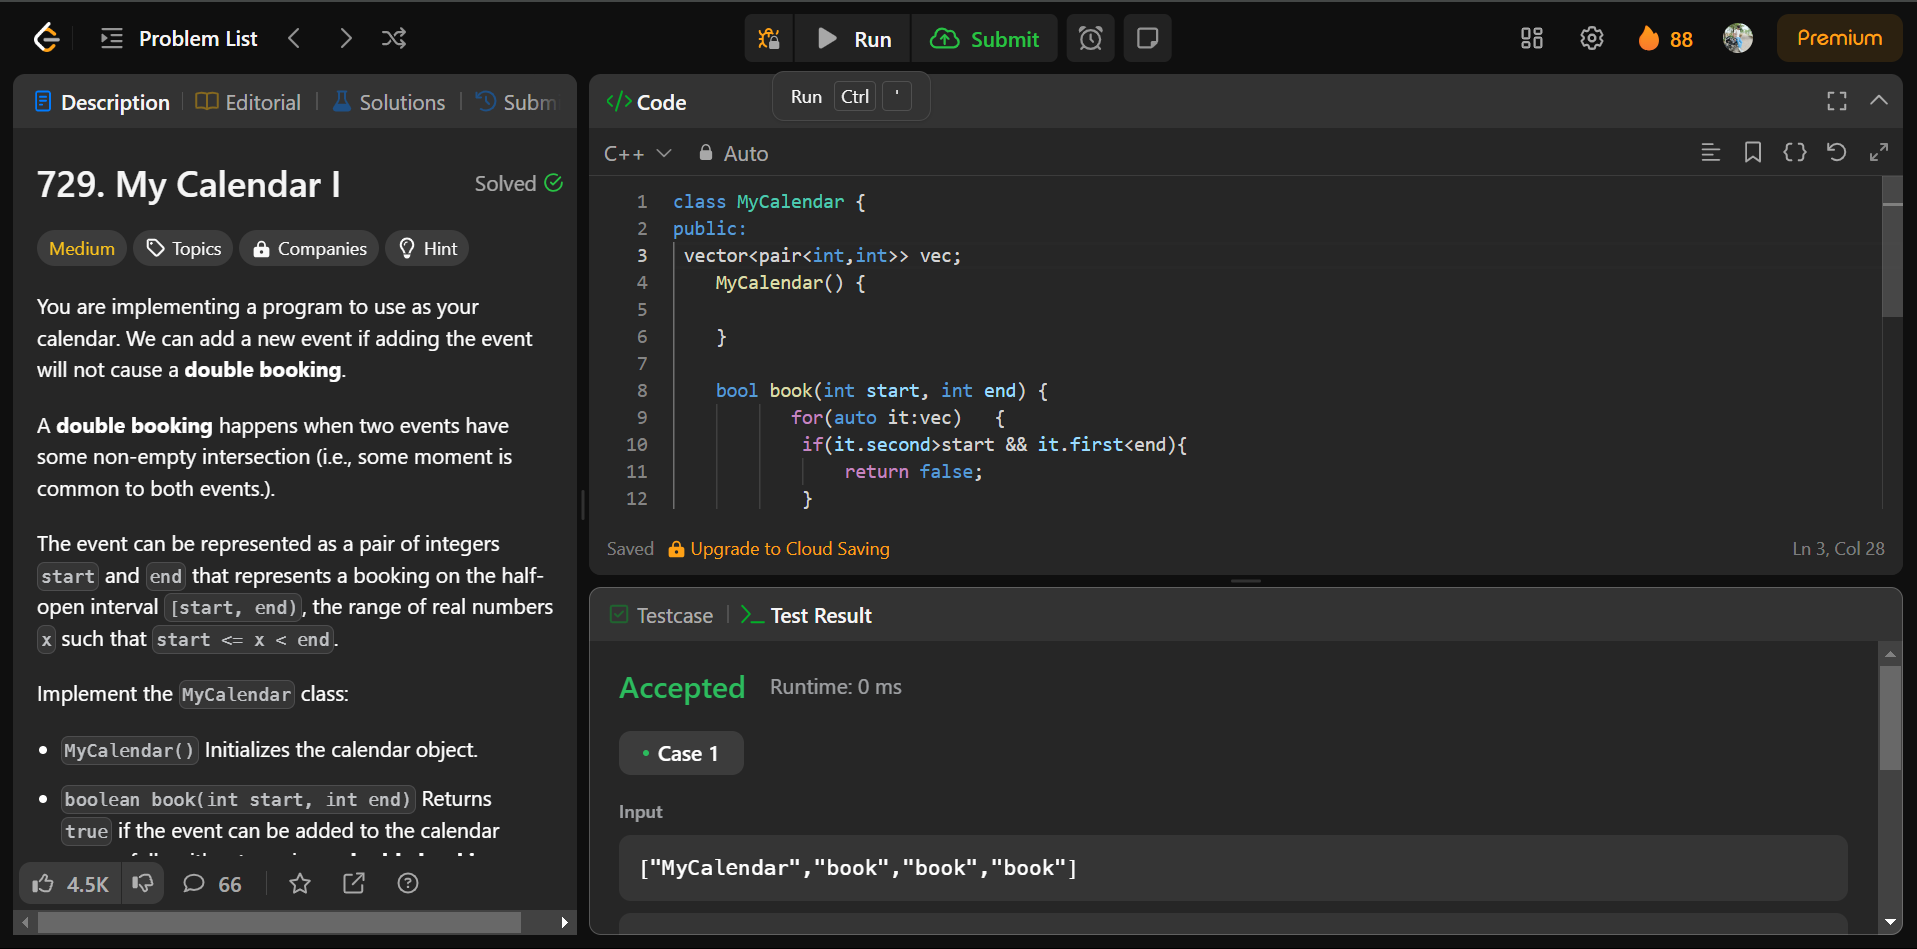 Problem List
Run
Submit
88
Premium
Description
Editorial
Solutions
Subm
729. My Calendar I
Solved
Medium
Topics
Companies
Hint
You are implementing a program to use as your
calendar. We can add a new event if adding the event
will not cause a double booking.
A double booking happens when two events have
some non-empty intersection (i.e., some moment is
common to both events.).
The event can be represented as a pair of integers
start and end that represents a booking on the half-
open interval [start, end), the range of real numbers
x such that start <= x < end.
Implement the MyCalendar class:
• MyCalendar() Initializes the calendar object.
• boolean book(int start, int end) Returns
true if the event can be added to the calendar
4.5K
66
</> Code
Run Ctrl '
C++
Auto
1 class MyCalendar {
2 public:
3 vector<pair<int,int>> vec;
4 MyCalendar() {
5
6 }
7
8 bool book(int start, int end) {
9 for(auto it:vec) {
10 if(it.second>start && it.first<end){
11 return false;
12 }
Saved
Upgrade to Cloud Saving
Ln 3, Col 28
Testcase
Test Result
Accepted
Runtime: 0 ms
• Case 1
Input
["MyCalendar","book","book","book"]